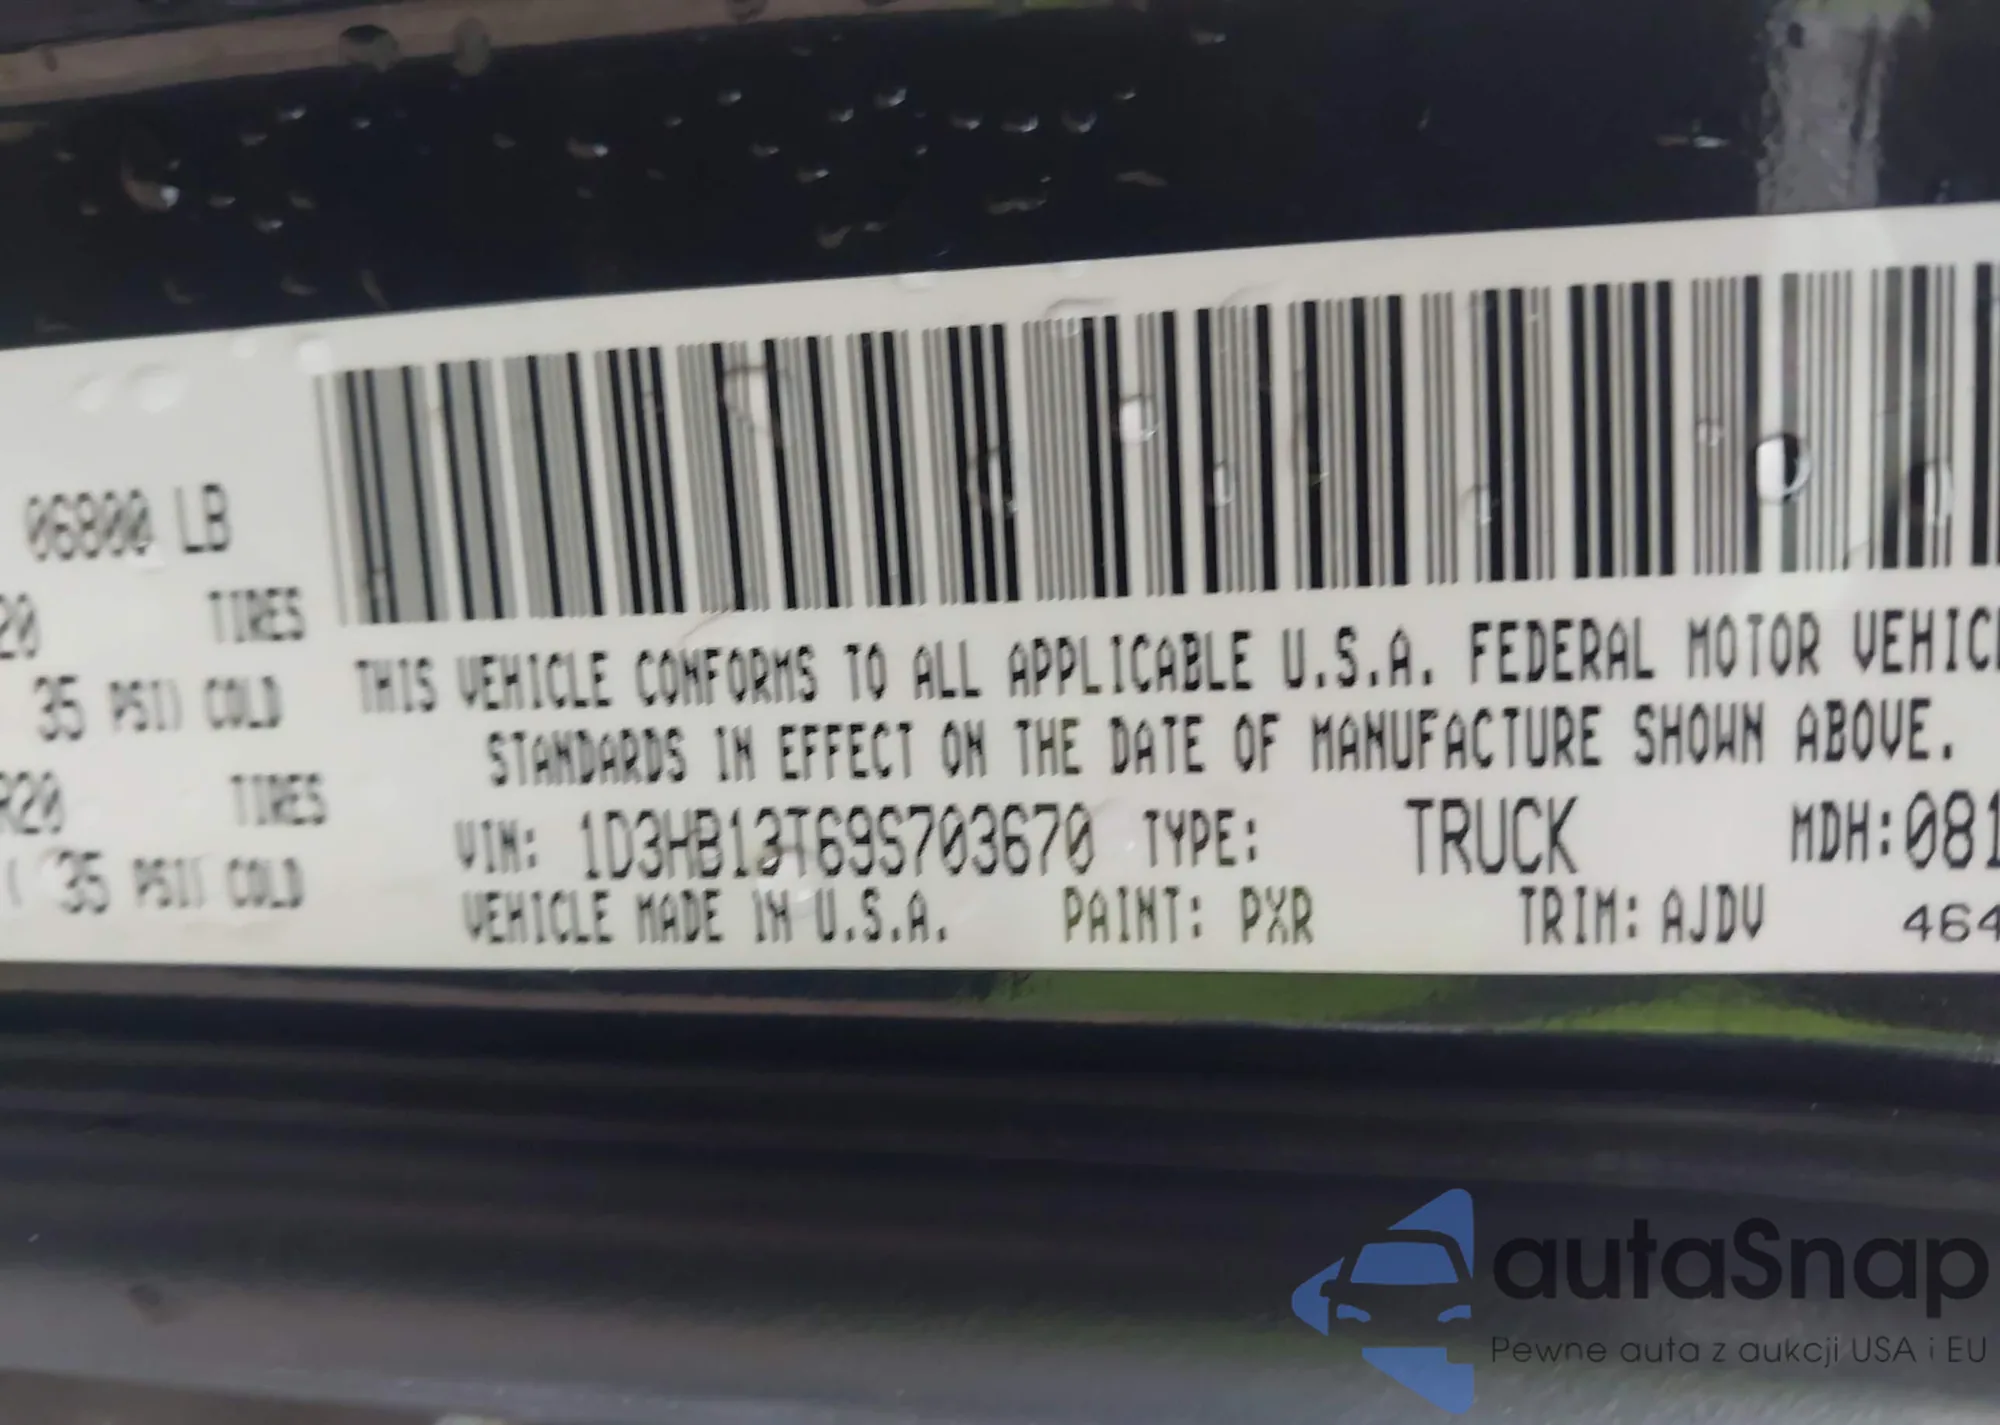 06800 LB
20 TIRES
35 PSI) COLD
R20 TIRES
( 35 PSI) COLD
THIS VEHICLE CONFORMS TO ALL APPLICABLE U.S.A. FEDERAL MOTOR VEHICL
STANDARDS IN EFFECT ON THE DATE OF MANUFACTURE SHOWN ABOVE.
VIN: 1D3HB13T69S703670 TYPE: TRUCK MDH:081
VEHICLE MADE IN U.S.A. PAINT: PXR TRIM: AJDV 464
autaSnap
Pewne auta z aukcji USA i EU